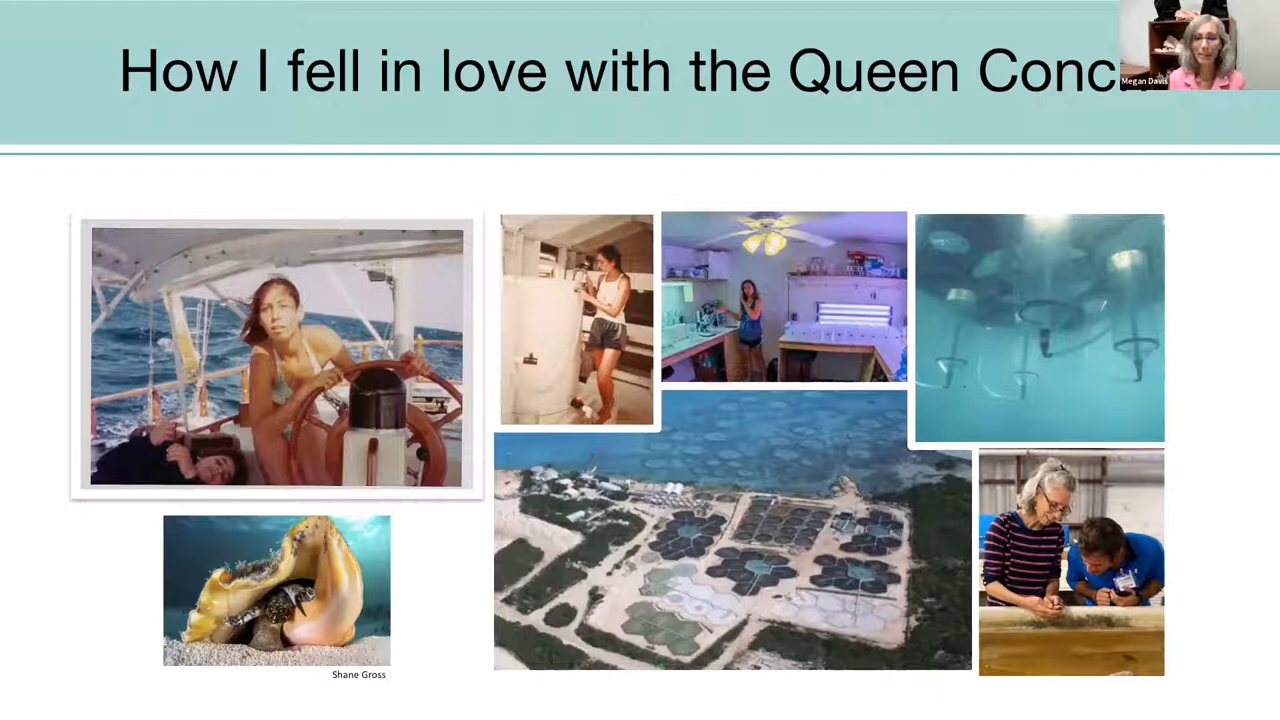 How I fell in love with the Queen Conc
Megan Davis
Shane Gross